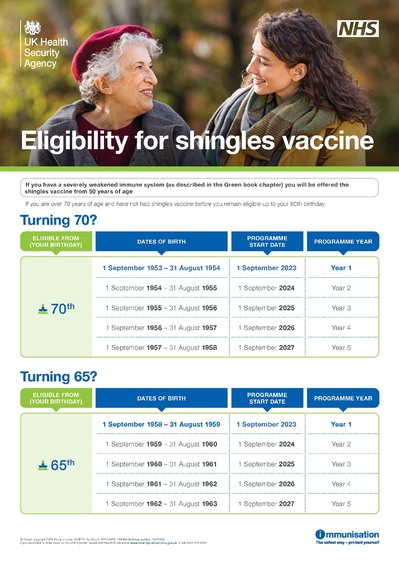 UK Health
Security
Agency
NHS
Eligibility for shingles vaccine
If you have a severely weakened immune system (as described in the Green book chapter) you will be offered the
shingles vaccine from 50 years of age
If you are over 70 years of age and have not had shingles vaccine before you remain eligible up to your 80th birthday
Turning 70?
ELIGIBLE FROM (YOUR BIRTHDAY) DATES OF BIRTH PROGRAMME START DATE PROGRAMME YEAR
70th
1 September 1953 – 31 August 1954 1 September 2023 Year 1
1 September 1954 – 31 August 1955 1 September 2024 Year 2
1 September 1955 – 31 August 1956 1 September 2025 Year 3
1 September 1956 – 31 August 1957 1 September 2026 Year 4
1 September 1957 – 31 August 1958 1 September 2027 Year 5
Turning 65?
ELIGIBLE FROM (YOUR BIRTHDAY) DATES OF BIRTH PROGRAMME START DATE PROGRAMME YEAR
65th
1 September 1958 – 31 August 1959 1 September 2023 Year 1
1 September 1959 – 31 August 1960 1 September 2024 Year 2
1 September 1960 – 31 August 1961 1 September 2025 Year 3
1 September 1961 – 31 August 1962 1 September 2026 Year 4
1 September 1962 – 31 August 1963 1 September 2027 Year 5
immunisation
The safest way to protect yourself